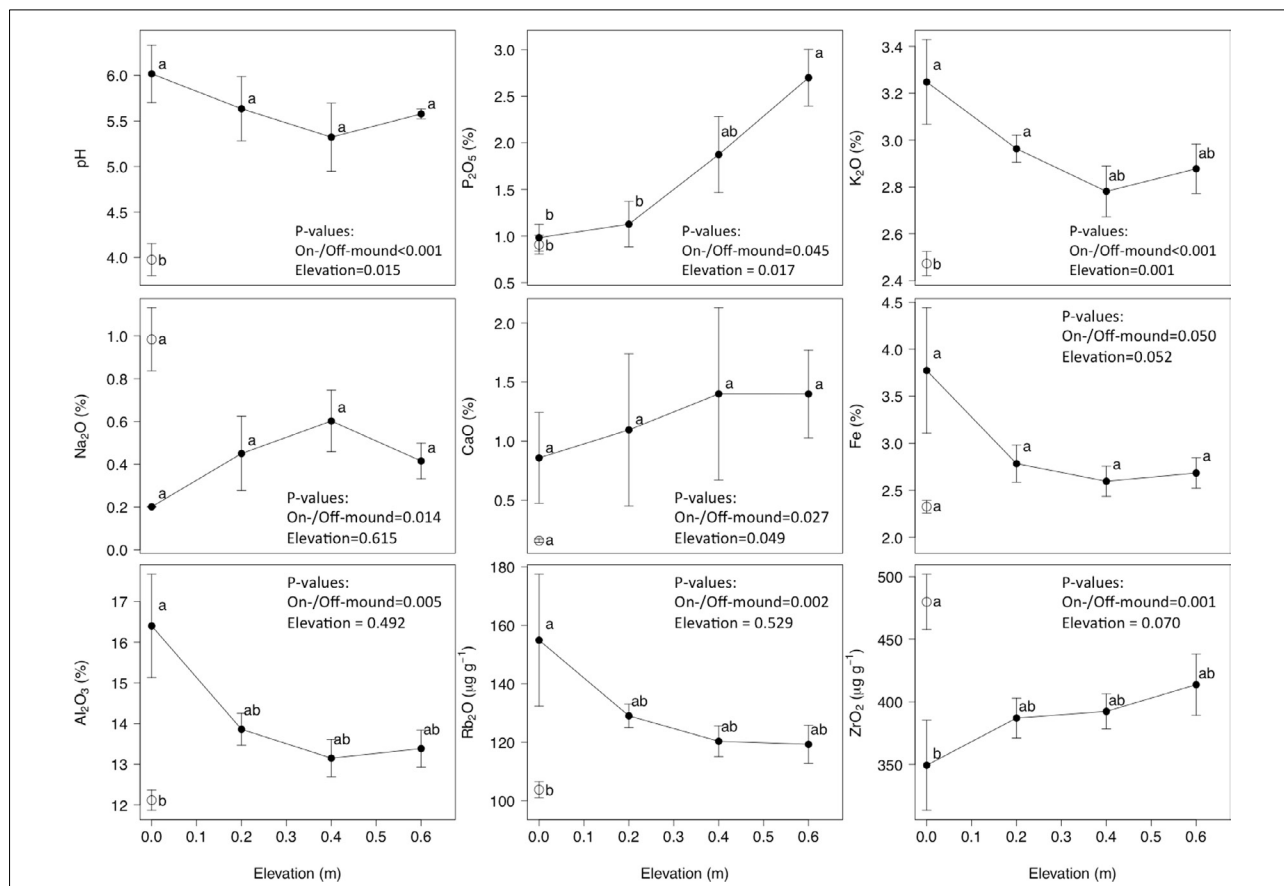 pH
6.0
5.5
5.0
4.5
4.0
a
a
a
a
b
P-values:
On-/Off-mound<0.001
Elevation=0.015
P₂O₅ (%)
3.0
2.5
2.0
1.5
1.0
0.5
b
b
b
ab
a
P-values:
On-/Off-mound=0.045
Elevation = 0.017
K₂O (%)
3.4
3.2
3.0
2.8
2.6
2.4
a
a
ab
ab
b
P-values:
On-/Off-mound<0.001
Elevation=0.001
Na₂O (%)
1.0
0.8
0.6
0.4
0.2
0.0
a
a
a
a
a
P-values:
On-/Off-mound=0.014
Elevation=0.615
CaO (%)
2.0
1.5
1.0
0.5
a
a
a
a
a
P-values:
On-/Off-mound=0.027
Elevation=0.049
Fe (%)
4.5
4.0
3.5
3.0
2.5
2.0
a
a
a
a
a
P-values:
On-/Off-mound=0.050
Elevation=0.052
Al₂O₃ (%)
17
16
15
14
13
12
a
ab
ab
ab
b
P-values:
On-/Off-mound=0.005
Elevation = 0.492
0.0 0.1 0.2 0.3 0.4 0.5 0.6
Elevation (m)
Rb₂O (μg g⁻¹)
180
160
140
120
100
a
ab
ab
ab
b
P-values:
On-/Off-mound=0.002
Elevation = 0.529
0.0 0.1 0.2 0.3 0.4 0.5 0.6
Elevation (m)
ZrO₂ (μg g⁻¹)
500
450
400
350
a
b
ab
ab
ab
P-values:
On-/Off-mound=0.001
Elevation = 0.070
0.0 0.1 0.2 0.3 0.4 0.5 0.6
Elevation (m)